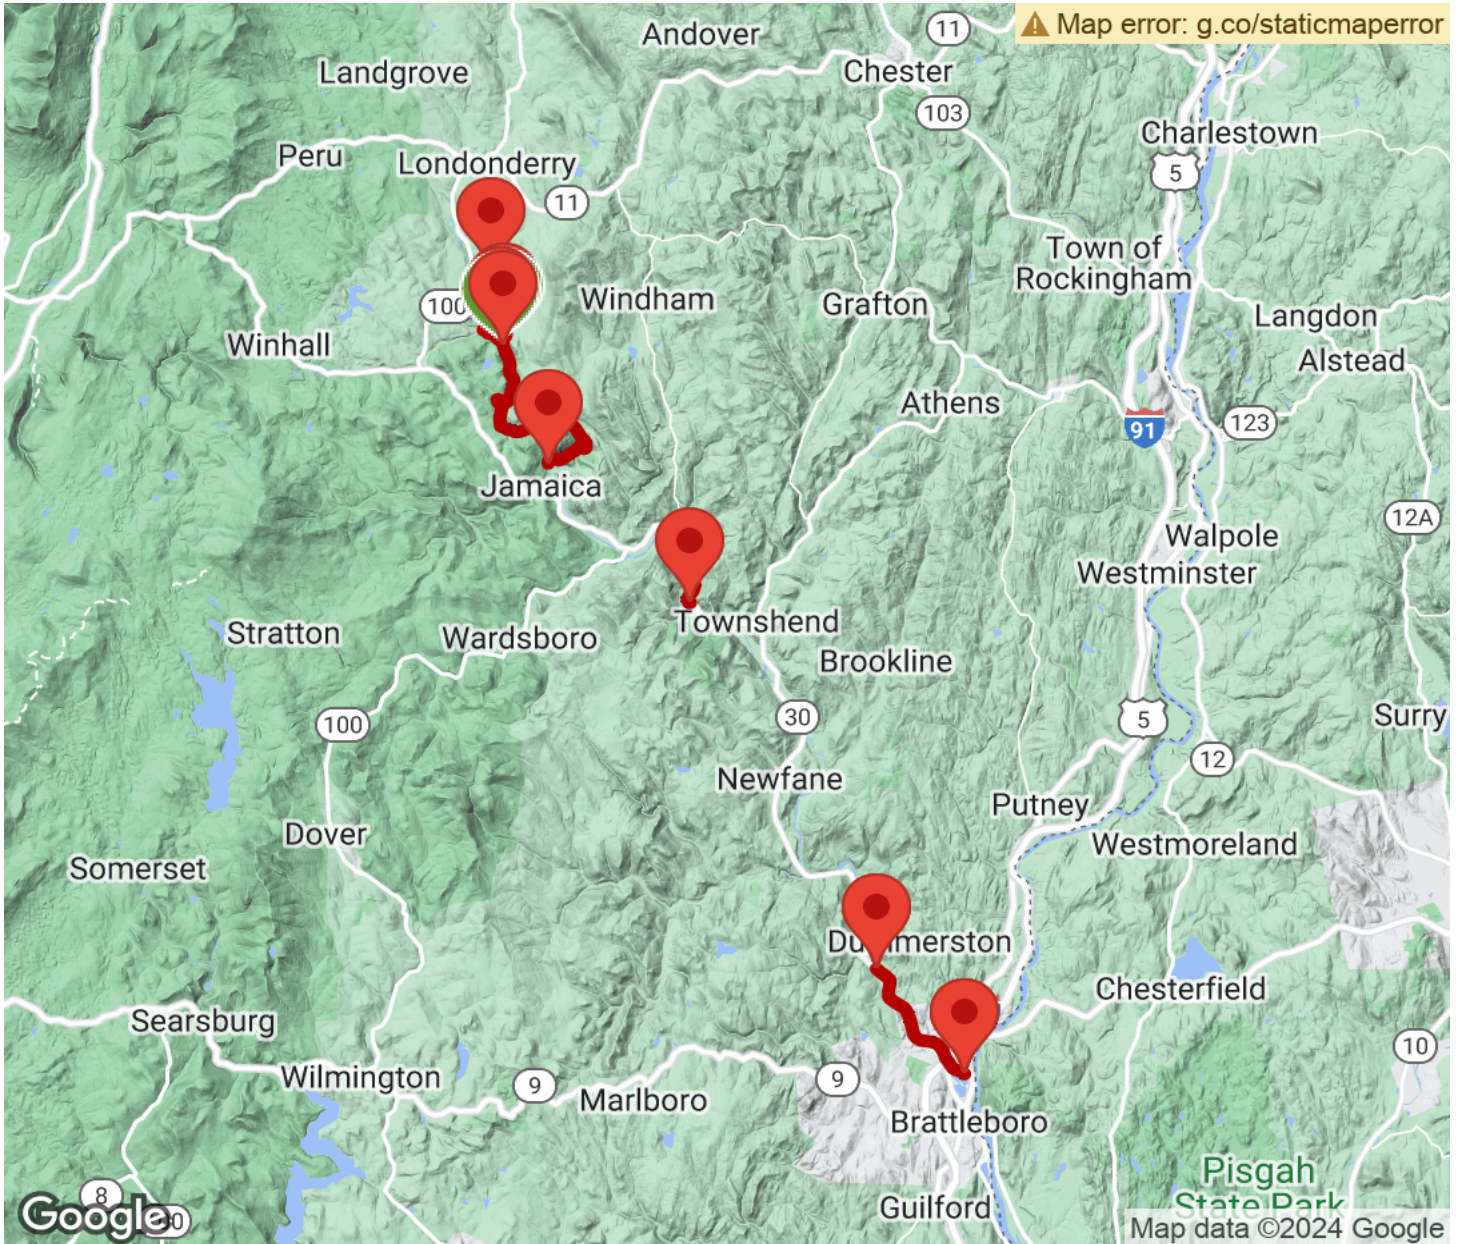 Andover
11
Map error: g.co/staticmaperror
Landgrove
Chester
103
Charlestown
Peru
Londonderry
5
11
Town of
Rockingham
100
Windham
Grafton
Langdon
Winhall
Alstead
Athens
123
91
Jamaica
12A
Walpole
Westminster
Stratton
Wardsboro
Townshend
Brookline
100
30
5
Surry
12
Newfane
Putney
Dover
Westmoreland
Somerset
Dummerston
Chesterfield
Searsburg
10
Wilmington
9
9
Marlboro
Brattleboro
Pisgah
State Park
8
Guilford
Google
Map data ©2024 Google